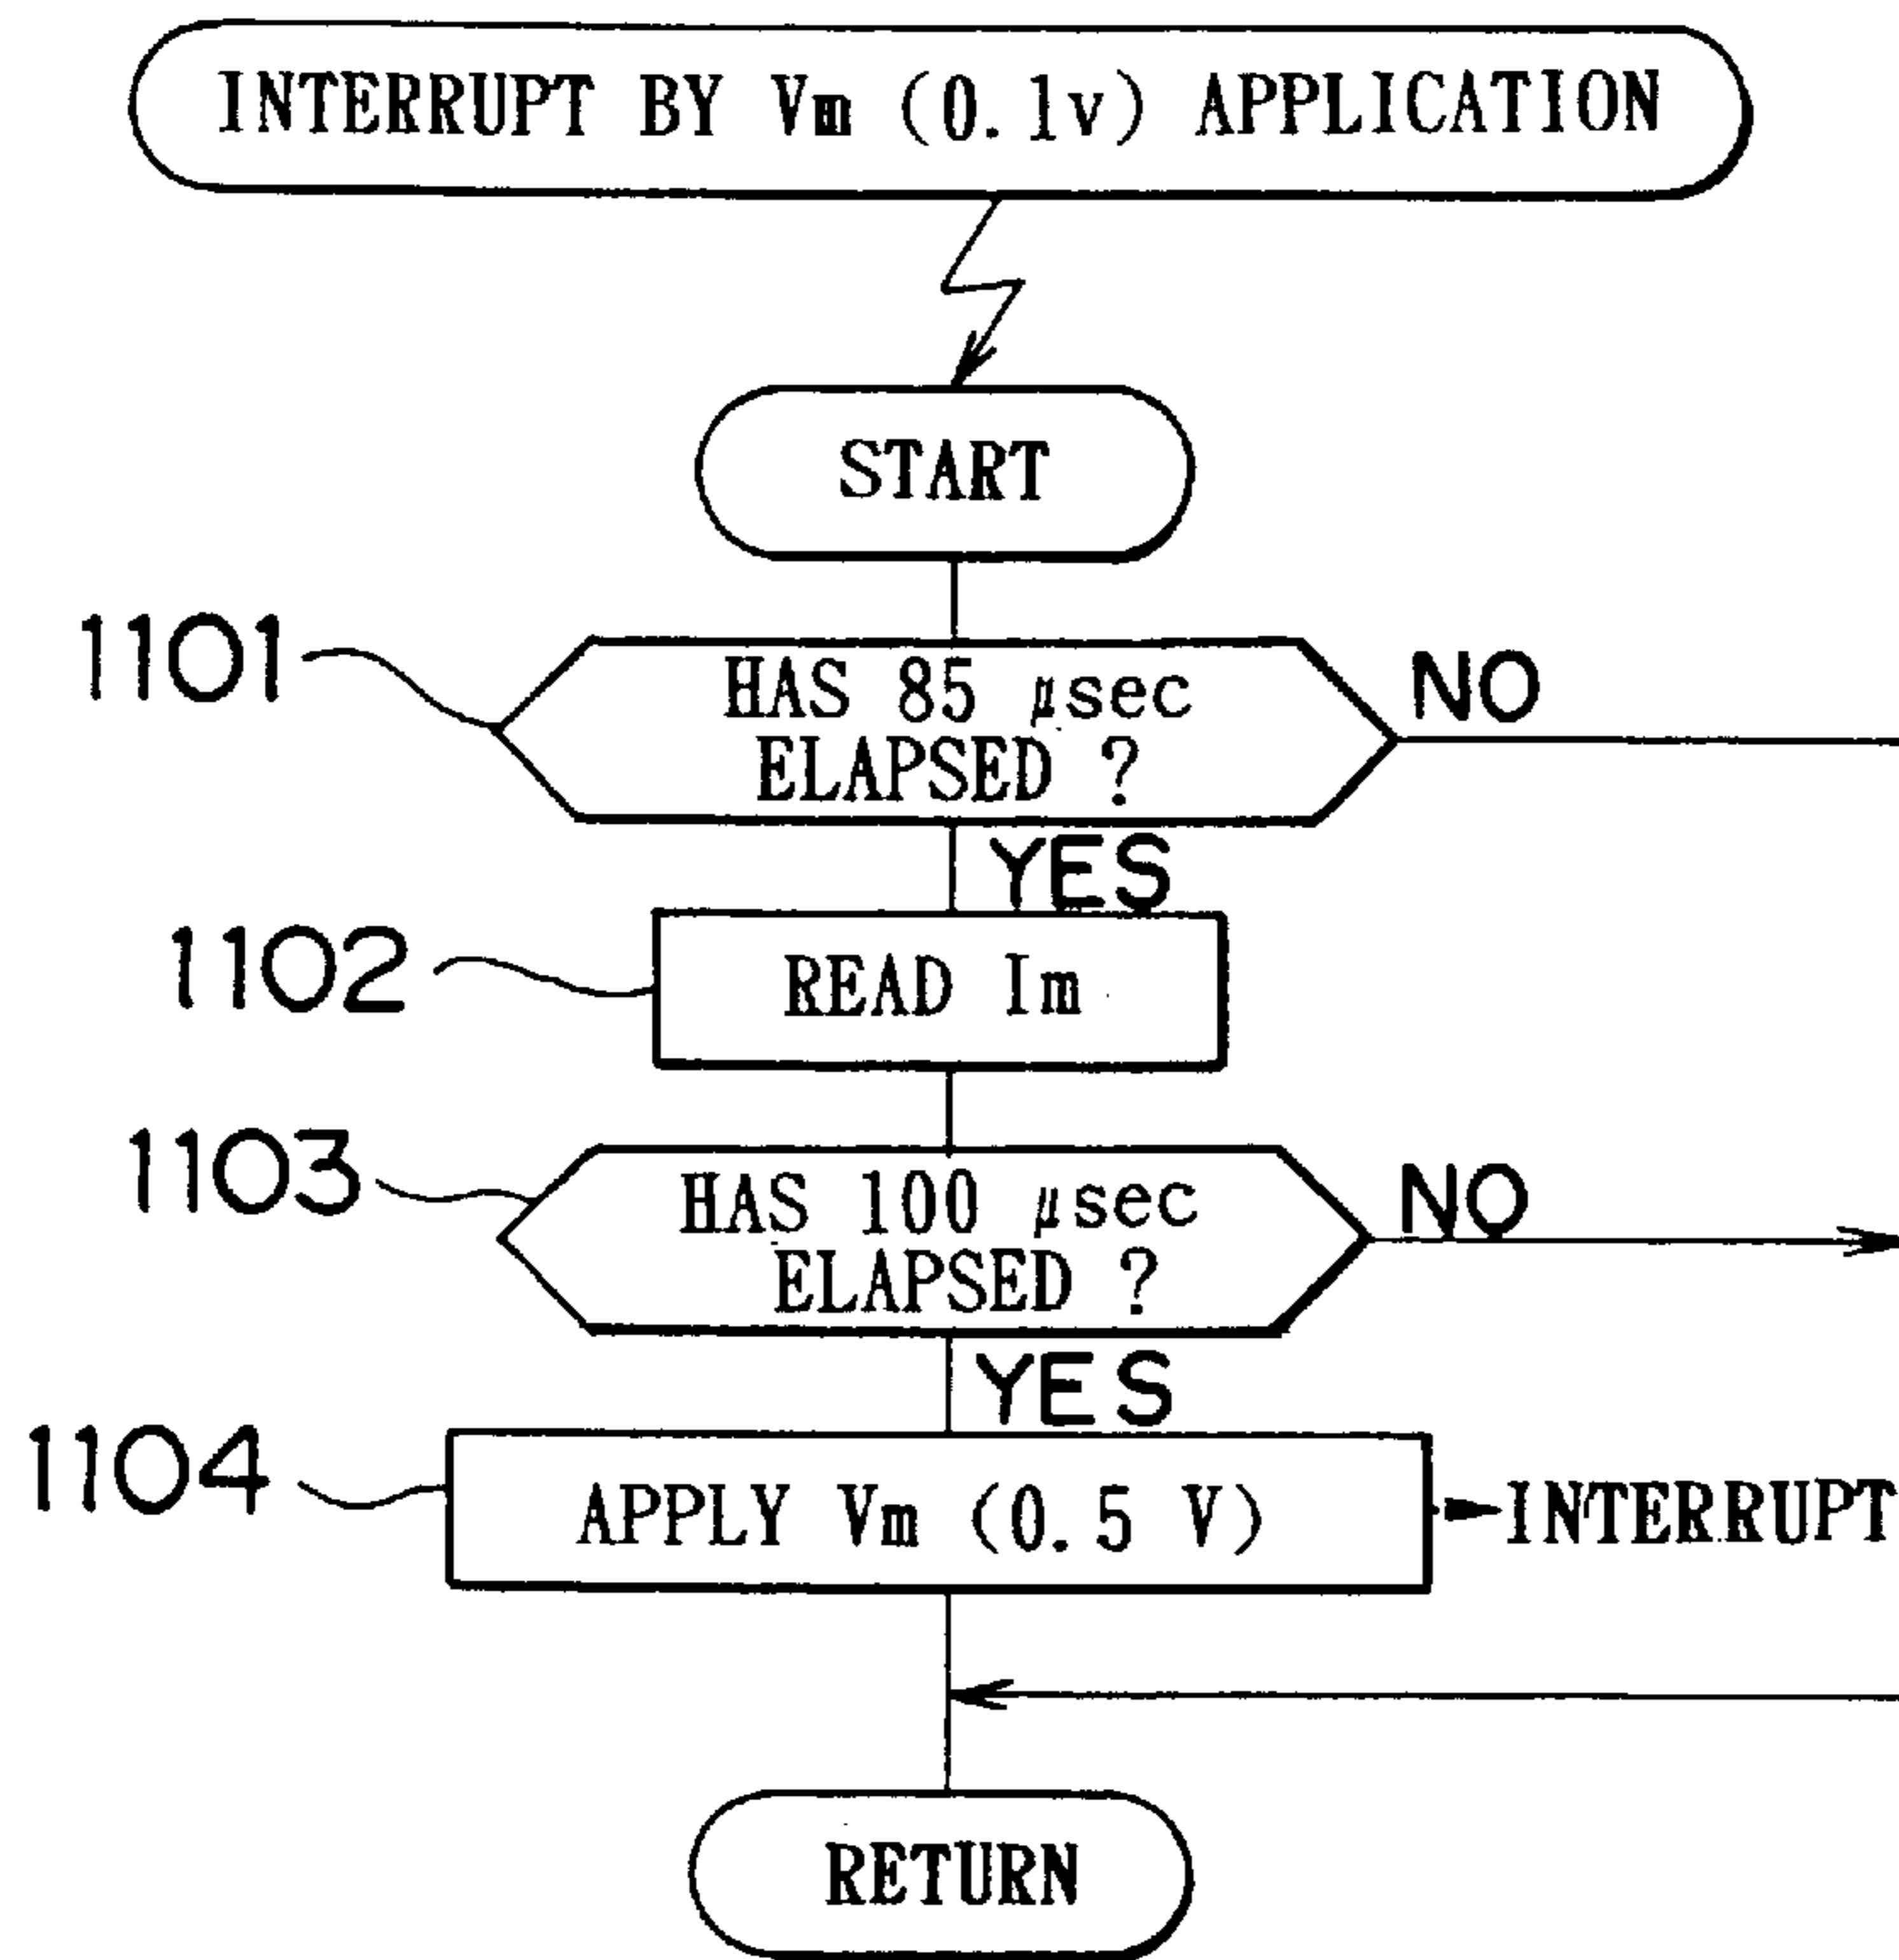 INTERRUPT BY Vm (0.1v) APPLICATION
START
1101
HAS 85 μsec
ELAPSED ?
NO
YES
1102
READ Im
1103
HAS 100 μsec
ELAPSED ?
NO
YES
1104
APPLY Vm (0.5 V)
INTERRUPT
RETURN